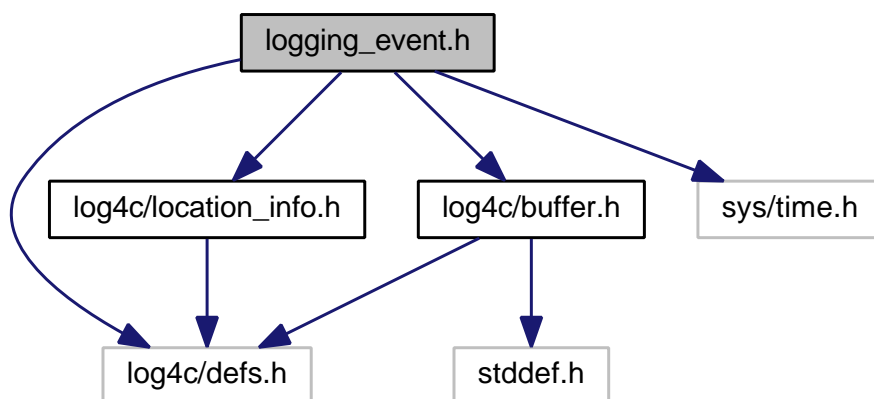 logging_event.h
log4c/location_info.h
log4c/buffer.h
sys/time.h
log4c/defs.h
stddef.h